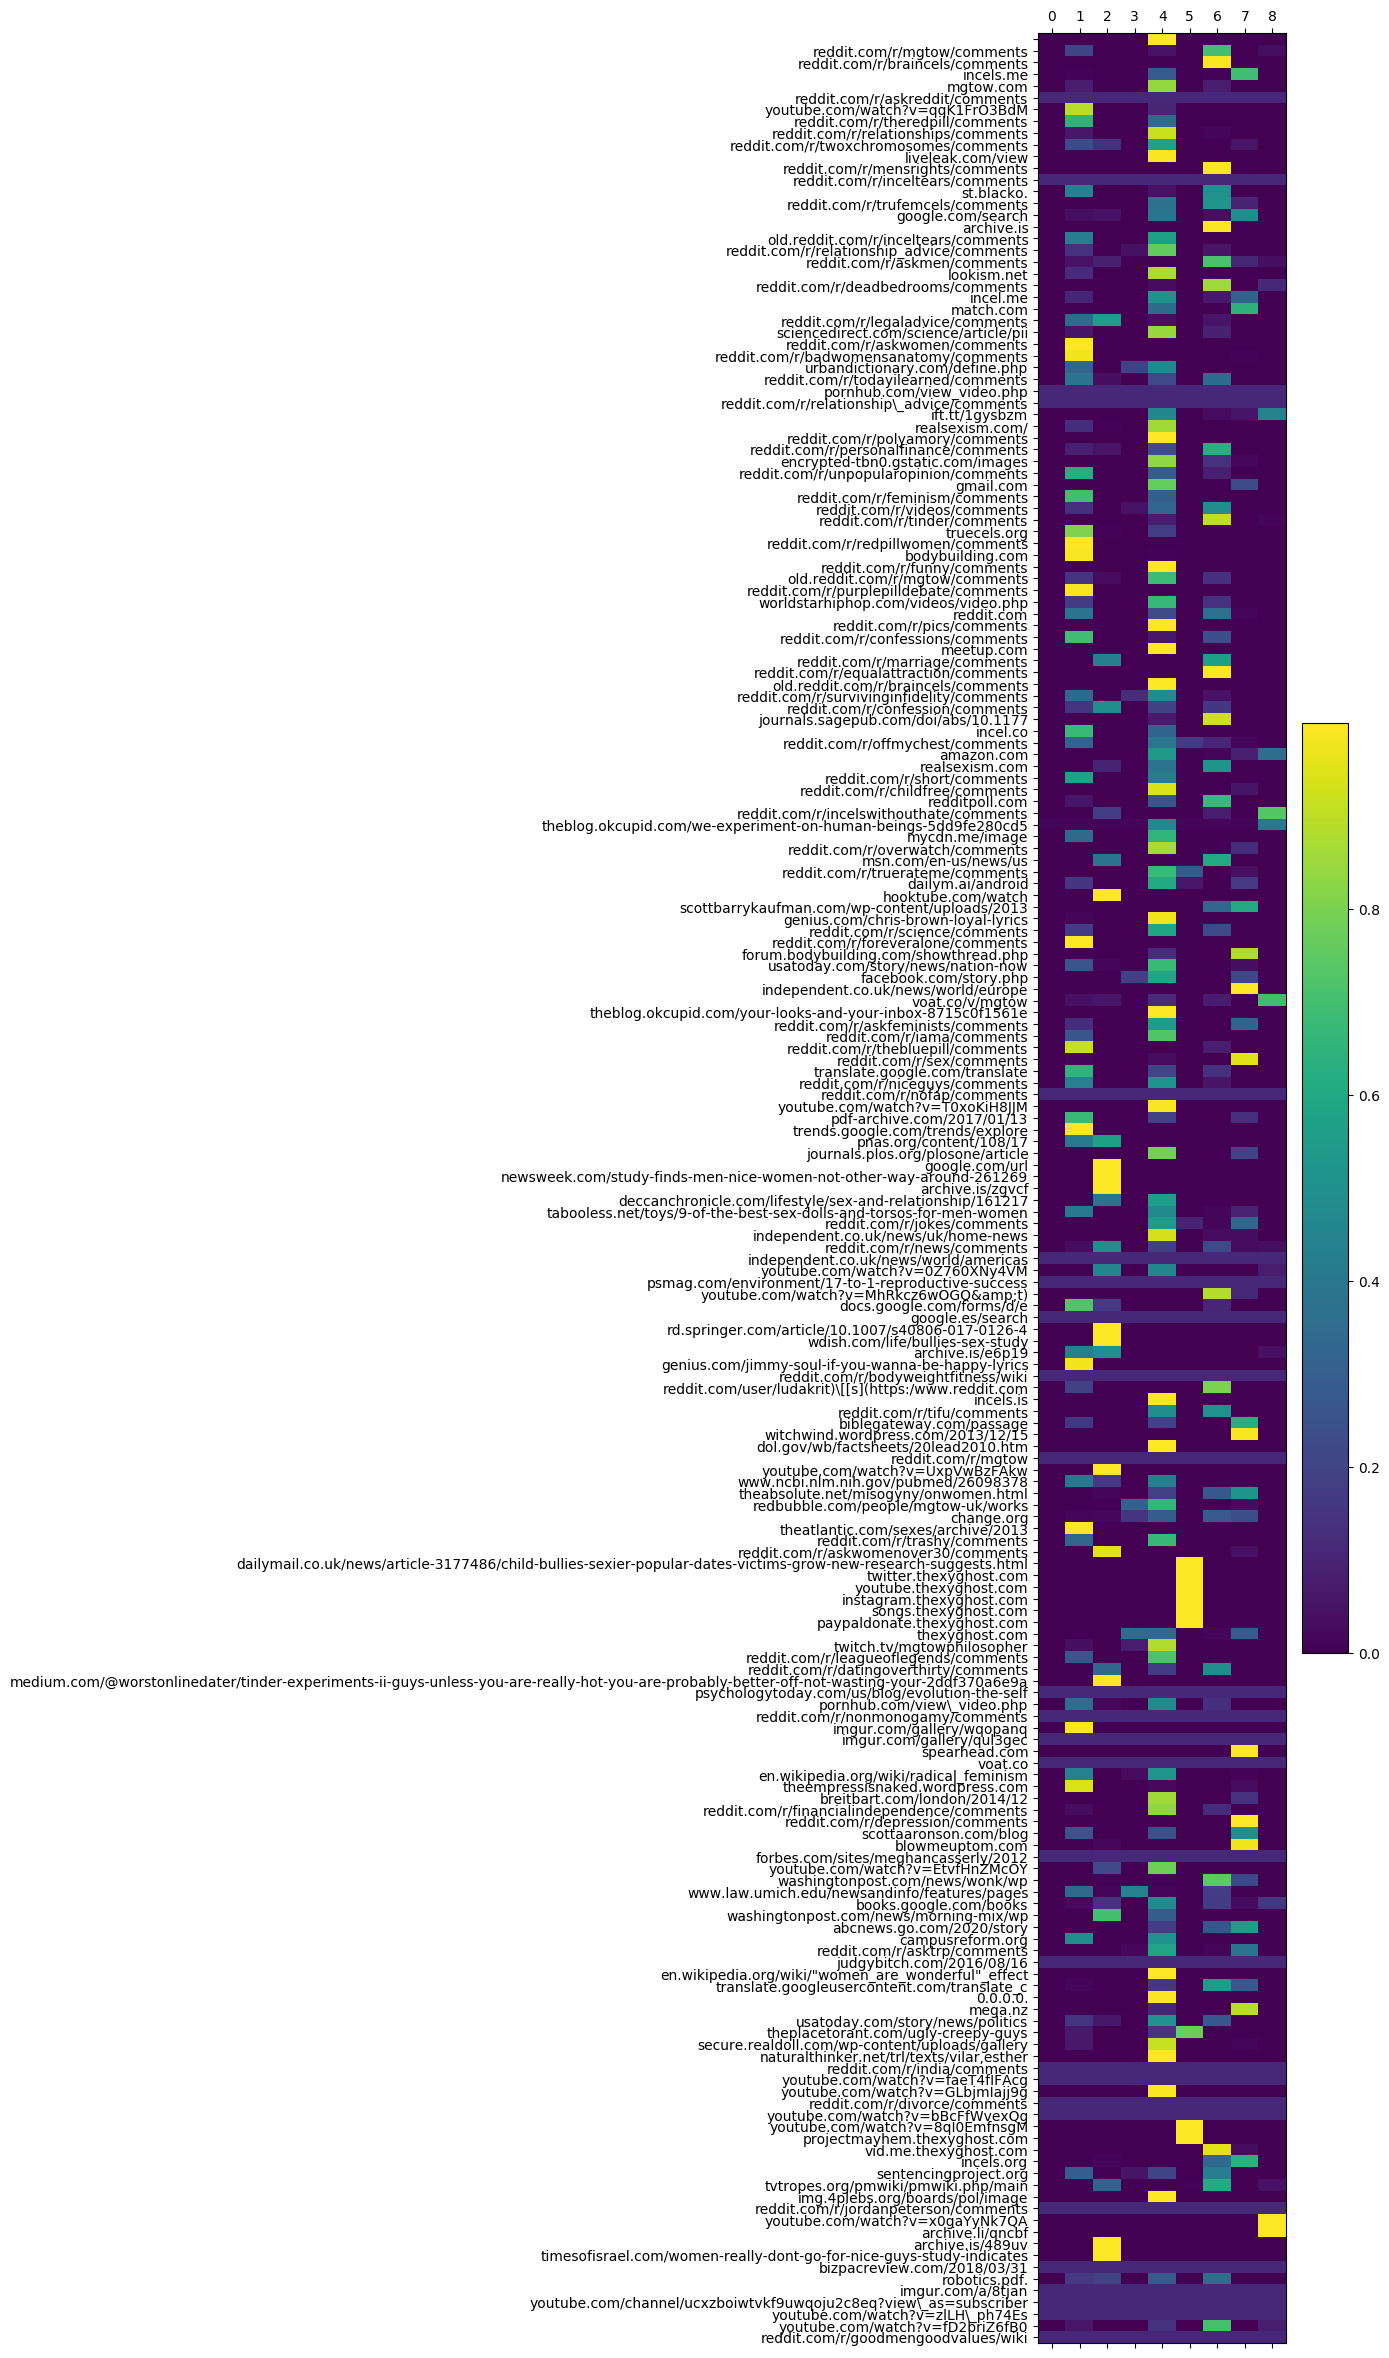 0 1 2 3 4 5 6 7 8
reddit.com/r/mgtow/comments
reddit.com/r/braincels/comments
incels.me
mgtow.com
reddit.com/r/askreddit/comments
youtube.com/watch?v=qgK1FrO3BdM
reddit.com/r/theredpill/comments
reddit.com/r/relationships/comments
reddit.com/r/twoxchromosomes/comments
liveleak.com/view
reddit.com/r/mensrights/comments
reddit.com/r/inceltears/comments
st.blacko.
reddit.com/r/trufemcels/comments
google.com/search
archive.is
old.reddit.com/r/inceltears/comments
reddit.com/r/relationship_advice/comments
reddit.com/r/askmen/comments
lookism.net
reddit.com/r/deadbedrooms/comments
incel.me
match.com
reddit.com/r/legaladvice/comments
sciencedirect.com/science/article/pii
reddit.com/r/askwomen/comments
reddit.com/r/badwomensanatomy/comments
urbandictionary.com/define.php
reddit.com/r/todayilearned/comments
pornhub.com/view_video.php
reddit.com/r/relationship\_advice/comments
ift.tt/1gysbzm
realsexism.com/
reddit.com/r/polyamory/comments
reddit.com/r/personalfinance/comments
encrypted-tbn0.gstatic.com/images
reddit.com/r/unpopularopinion/comments
gmail.com
reddit.com/r/feminism/comments
reddit.com/r/videos/comments
reddit.com/r/tinder/comments
truecels.org
reddit.com/r/redpillwomen/comments
bodybuilding.com
reddit.com/r/funny/comments
old.reddit.com/r/mgtow/comments
reddit.com/r/purplepilldebate/comments
worldstarhiphop.com/videos/video.php
reddit.com
reddit.com/r/pics/comments
reddit.com/r/confessions/comments
meetup.com
reddit.com/r/marriage/comments
reddit.com/r/equalattraction/comments
old.reddit.com/r/braincels/comments
reddit.com/r/survivinginfidelity/comments
reddit.com/r/confession/comments
journals.sagepub.com/doi/abs/10.1177
incel.co
reddit.com/r/offmychest/comments
amazon.com
realsexism.com
reddit.com/r/short/comments
reddit.com/r/childfree/comments
redditpoll.com
reddit.com/r/incelswithouthate/comments
theblog.okcupid.com/we-experiment-on-human-beings-5dd9fe280cd5
mycdn.me/image
reddit.com/r/overwatch/comments
msn.com/en-us/news/us
reddit.com/r/truerateme/comments
dailym.ai/android
hooktube.com/watch
scottbarrykaufman.com/wp-content/uploads/2013
genius.com/chris-brown-loyal-lyrics
reddit.com/r/science/comments
reddit.com/r/foreveralone/comments
forum.bodybuilding.com/showthread.php
usatoday.com/story/news/nation-now
facebook.com/story.php
independent.co.uk/news/world/europe
voat.co/v/mgtow
theblog.okcupid.com/your-looks-and-your-inbox-8715c0f1561e
reddit.com/r/askfeminists/comments
reddit.com/r/iama/comments
reddit.com/r/thebluepill/comments
reddit.com/r/sex/comments
translate.google.com/translate
reddit.com/r/niceguys/comments
reddit.com/r/nofap/comments
youtube.com/watch?v=T0xoKiH8JJM
pdf-archive.com/2017/01/13
trends.google.com/trends/explore
pnas.org/content/108/17
journals.plos.org/plosone/article
google.com/url
newsweek.com/study-finds-men-nice-women-not-other-way-around-261269
archive.is/zgvcf
deccanchronicle.com/lifestyle/sex-and-relationship/161217
tabooless.net/toys/9-of-the-best-sex-dolls-and-torsos-for-men-women
reddit.com/r/jokes/comments
independent.co.uk/news/uk/home-news
reddit.com/r/news/comments
independent.co.uk/news/world/americas
youtube.com/watch?v=0Z760XNy4VM
psmag.com/environment/17-to-1-reproductive-success
youtube.com/watch?v=MhRkcz6wOGQ&amp;t)
docs.google.com/forms/d/e
google.es/search
rd.springer.com/article/10.1007/s40806-017-0126-4
wdish.com/life/bullies-sex-study
archive.is/e6p19
genius.com/jimmy-soul-if-you-wanna-be-happy-lyrics
reddit.com/r/bodyweightfitness/wiki
reddit.com/user/ludakrit)\[[s](https:/www.reddit.com
incels.is
reddit.com/r/tifu/comments
biblegateway.com/passage
witchwind.wordpress.com/2013/12/15
dol.gov/wb/factsheets/20lead2010.htm
reddit.com/r/mgtow
youtube.com/watch?v=UxpVwBzFAkw
www.ncbi.nlm.nih.gov/pubmed/26098378
theabsolute.net/misogyny/onwomen.html
redbubble.com/people/mgtow-uk/works
change.org
theatlantic.com/sexes/archive/2013
reddit.com/r/trashy/comments
reddit.com/r/askwomenover30/comments
dailymail.co.uk/news/article-3177486/child-bullies-sexier-popular-dates-victims-grow-new-research-suggests.html
twitter.thexyghost.com
youtube.thexyghost.com
instagram.thexyghost.com
songs.thexyghost.com
paypaldonate.thexyghost.com
thexyghost.com
twitch.tv/mgtowphilosopher
reddit.com/r/leagueoflegends/comments
reddit.com/r/datingoverthirty/comments
medium.com/@worstonlinedater/tinder-experiments-ii-guys-unless-you-are-really-hot-you-are-probably-better-off-not-wasting-your-2ddf370a6e9a
psychologytoday.com/us/blog/evolution-the-self
pornhub.com/view\_video.php
reddit.com/r/nonmonogamy/comments
imgur.com/gallery/wqopanq
imgur.com/gallery/qui3gec
spearhead.com
voat.co
en.wikipedia.org/wiki/radical_feminism
theempressisnaked.wordpress.com
breitbart.com/london/2014/12
reddit.com/r/financialindependence/comments
reddit.com/r/depression/comments
scottaaronson.com/blog
blowmeuptom.com
forbes.com/sites/meghancasserly/2012
youtube.com/watch?v=EtvfHnZMcOY
washingtonpost.com/news/wonk/wp
www.law.umich.edu/newsandinfo/features/pages
books.google.com/books
washingtonpost.com/news/morning-mix/wp
abcnews.go.com/2020/story
campusreform.org
reddit.com/r/asktrp/comments
judgybitch.com/2016/08/16
en.wikipedia.org/wiki/"women_are_wonderful"_effect
translate.googleusercontent.com/translate_c
0.0.0.0.
mega.nz
usatoday.com/story/news/politics
theplacetorant.com/ugly-creepy-guys
secure.realdoll.com/wp-content/uploads/gallery
naturalthinker.net/trl/texts/vilar,esther
reddit.com/r/india/comments
youtube.com/watch?v=faeT4fIFAcg
youtube.com/watch?v=GLbjmIajj9g
reddit.com/r/divorce/comments
youtube.com/watch?v=bBcFfWvexQg
youtube.com/watch?v=8qI0EmfnsgM
projectmayhem.thexyghost.com
vid.me.thexyghost.com
incels.org
sentencingproject.org
tvtropes.org/pmwiki/pmwiki.php/main
img.4plebs.org/boards/pol/image
reddit.com/r/jordanpeterson/comments
youtube.com/watch?v=x0gaYyNk7QA
archive.li/qncbf
archive.is/489uv
timesofisrael.com/women-really-dont-go-for-nice-guys-study-indicates
bizpacreview.com/2018/03/31
robotics.pdf.
imgur.com/a/8tjan
youtube.com/channel/ucxzboiwtvkf9uwqoju2c8eq?view\_as=subscriber
youtube.com/watch?v=zlLH\_ph74Es
youtube.com/watch?v=fD2briZ6fB0
reddit.com/r/goodmengoodvalues/wiki
0.8
0.6
0.4
0.2
0.0